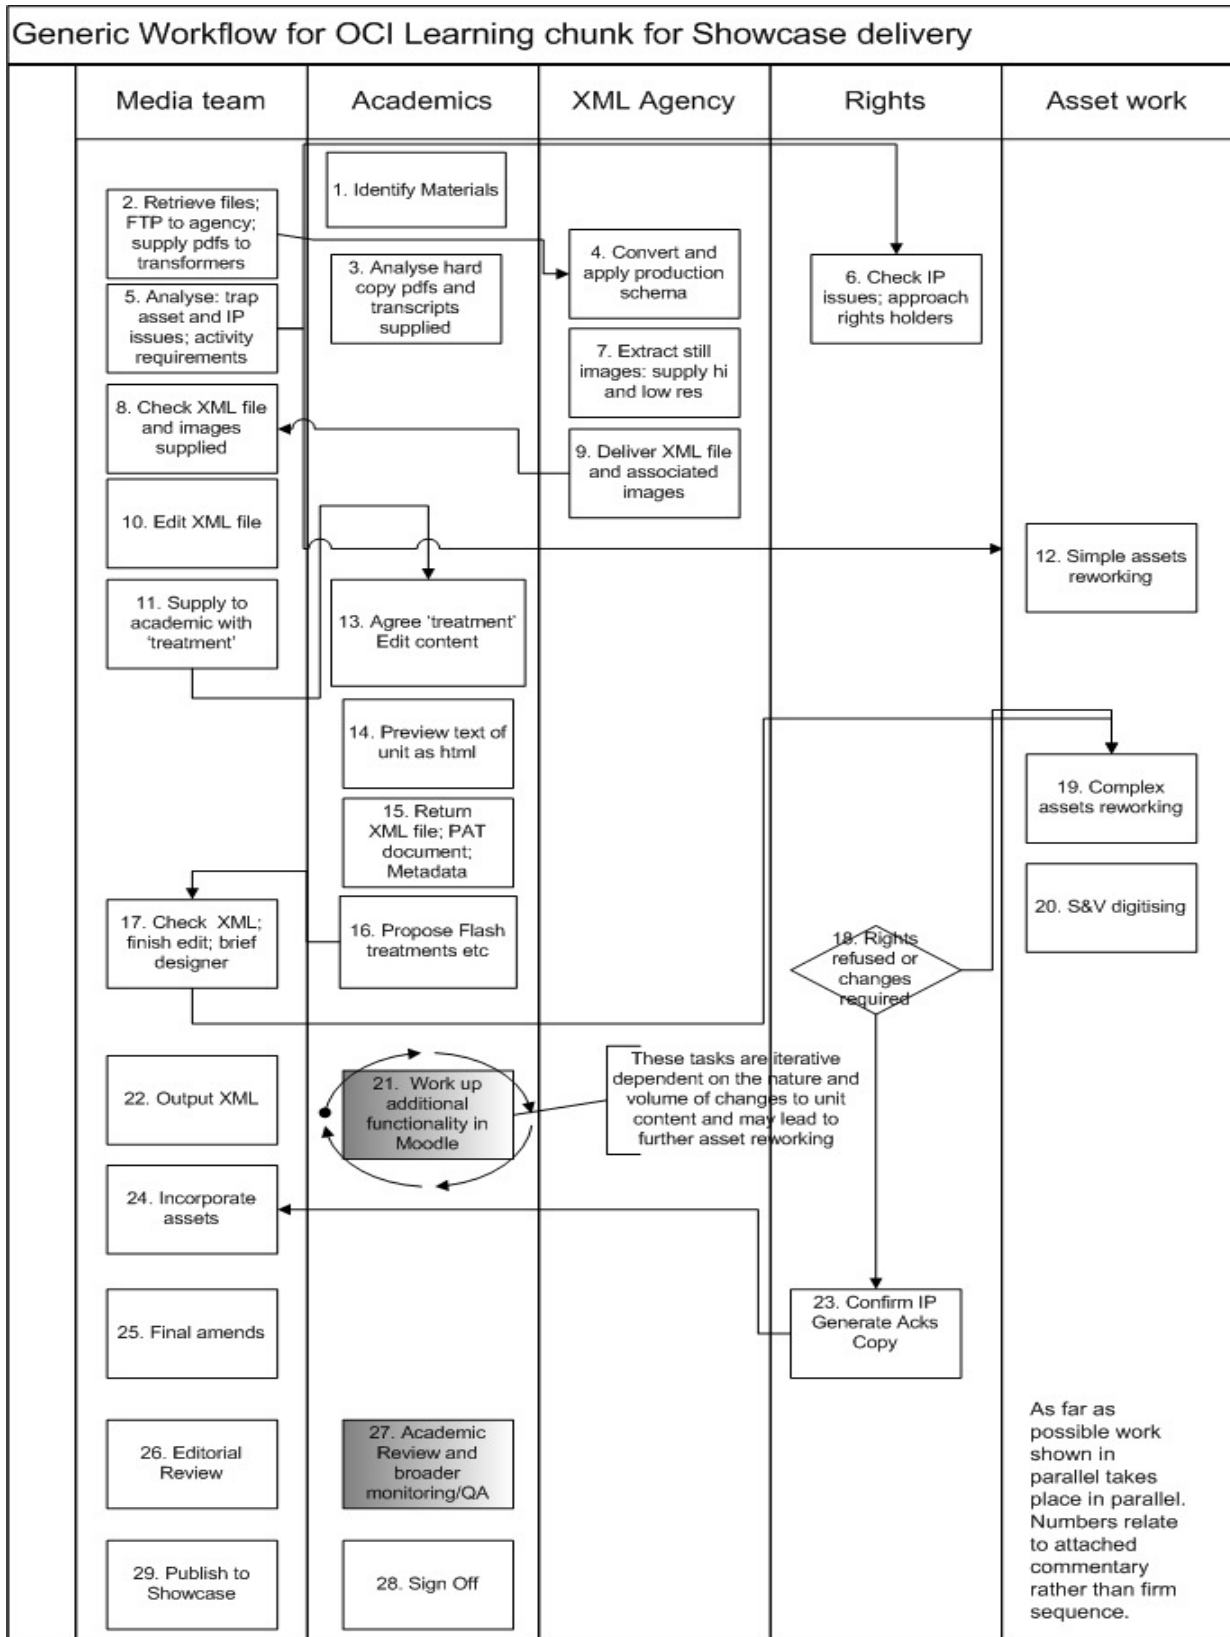 Generic Workflow for OCI Learning chunk for Showcase delivery
Media team
Academics
XML Agency
Rights
Asset work
1. Identify Materials
2. Retrieve files;
FTP to agency;
supply pdfs to
transformers
3. Analyse hard
copy pdfs and
transcripts
supplied
4. Convert and
apply production
schema
5. Analyse: trap
asset and IP
issues; activity
requirements
6. Check IP
issues; approach
rights holders
7. Extract still
images: supply hi
and low res
8. Check XML file
and images
supplied
9. Deliver XML file
and associated
images
10. Edit XML file
11. Supply to
academic with
‘treatment’
12. Simple assets
reworking
13. Agree ‘treatment’
Edit content
14. Preview text of
unit as html
15. Return
XML file; PAT
document;
Metadata
16. Propose Flash
treatments etc
17. Check XML;
finish edit; brief
designer
18. Rights
refused or
changes
required
19. Complex
assets reworking
20. S&V digitising
21. Work up
additional
functionality in
Moodle
These tasks are iterative
dependent on the nature and
volume of changes to unit
content and may lead to
further asset reworking
22. Output XML
23. Confirm IP
Generate Acks
Copy
24. Incorporate
assets
25. Final amends
26. Editorial
Review
27. Academic
Review and
broader
monitoring/QA
28. Sign Off
29. Publish to
Showcase
As far as
possible work
shown in
parallel takes
place in parallel.
Numbers relate
to attached
commentary
rather than firm
sequence.